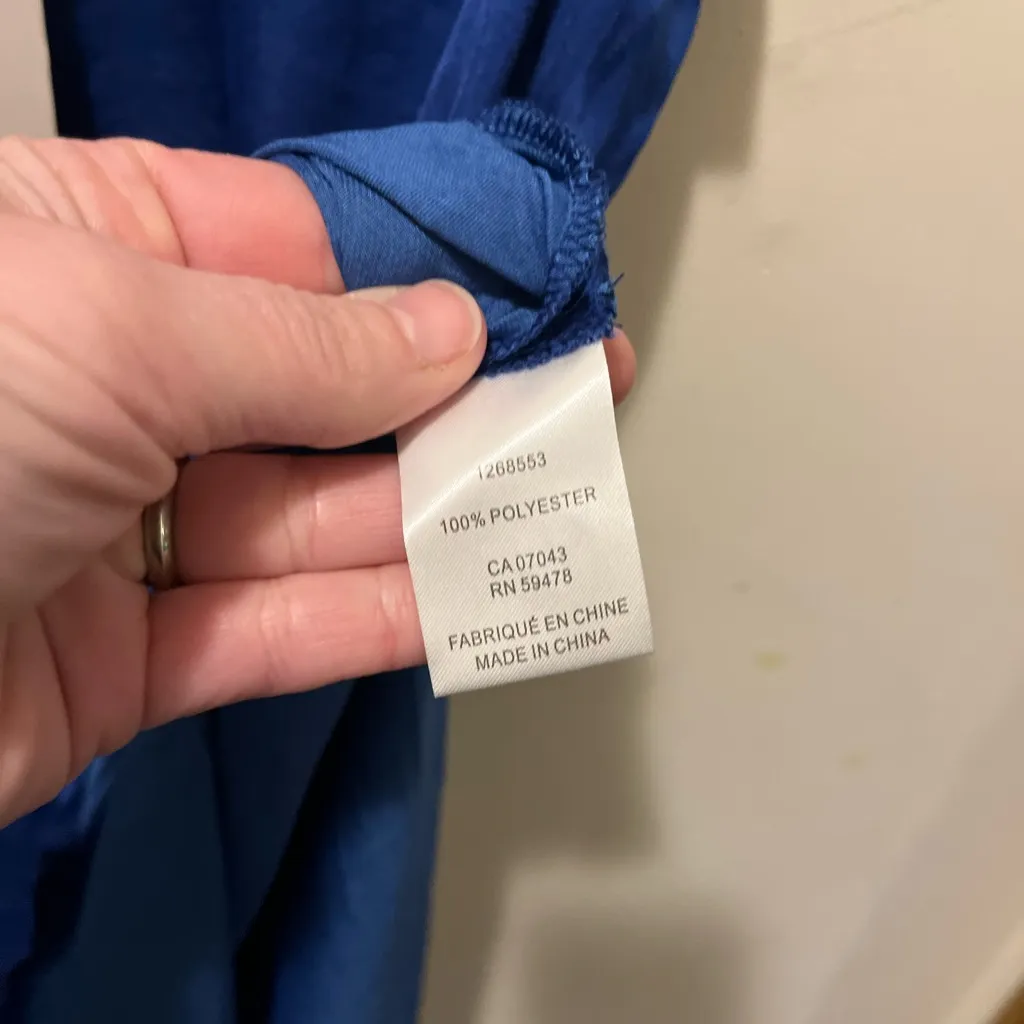 1268553
100% POLYESTER
CA 07043
RN 59478
FABRIQUÉ EN CHINE
MADE IN CHINA